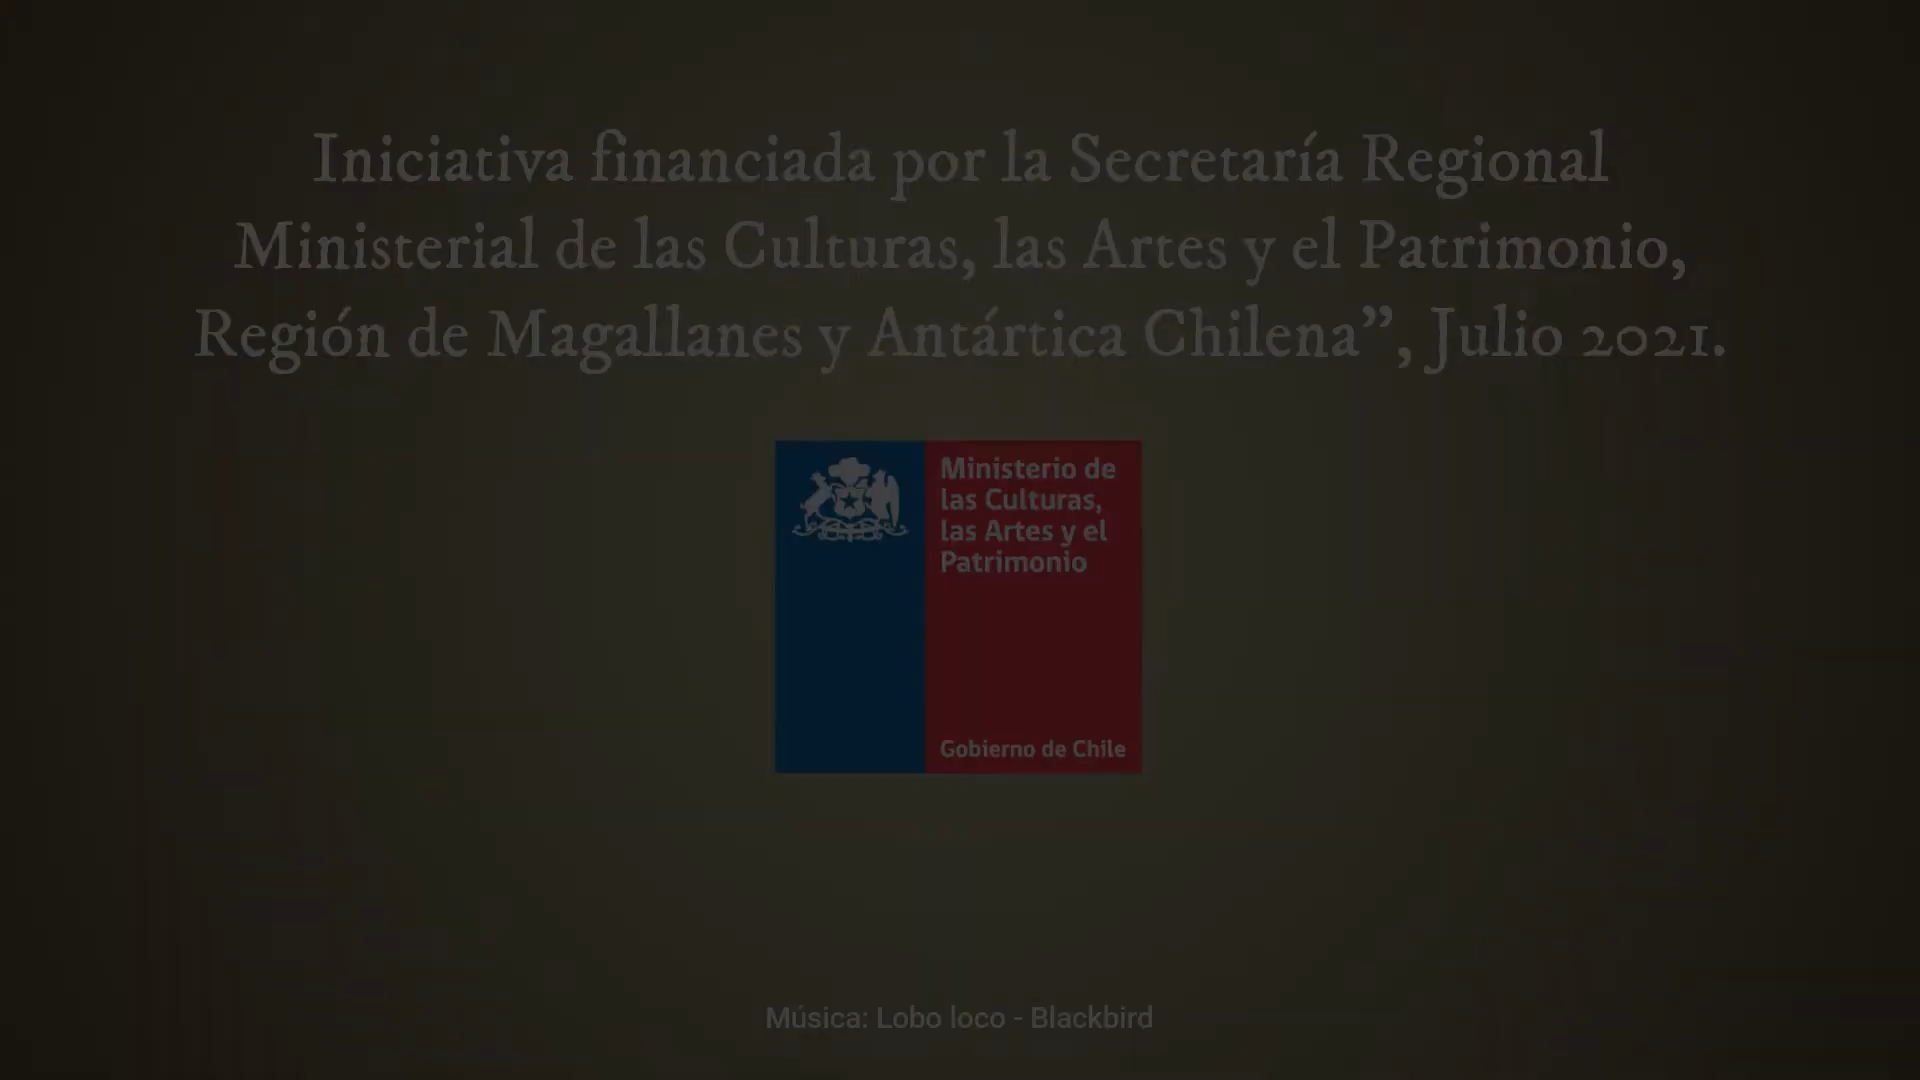 Iniciativa financiada por la Secretaría Regional
Ministerial de las Culturas, las Artes y el Patrimonio,
Región de Magallanes y Antártica Chilena”, Julio 2021.
Ministerio de
las Culturas,
las Artes y el
Patrimonio
Gobierno de Chile
Música: Lobo loco - Blackbird